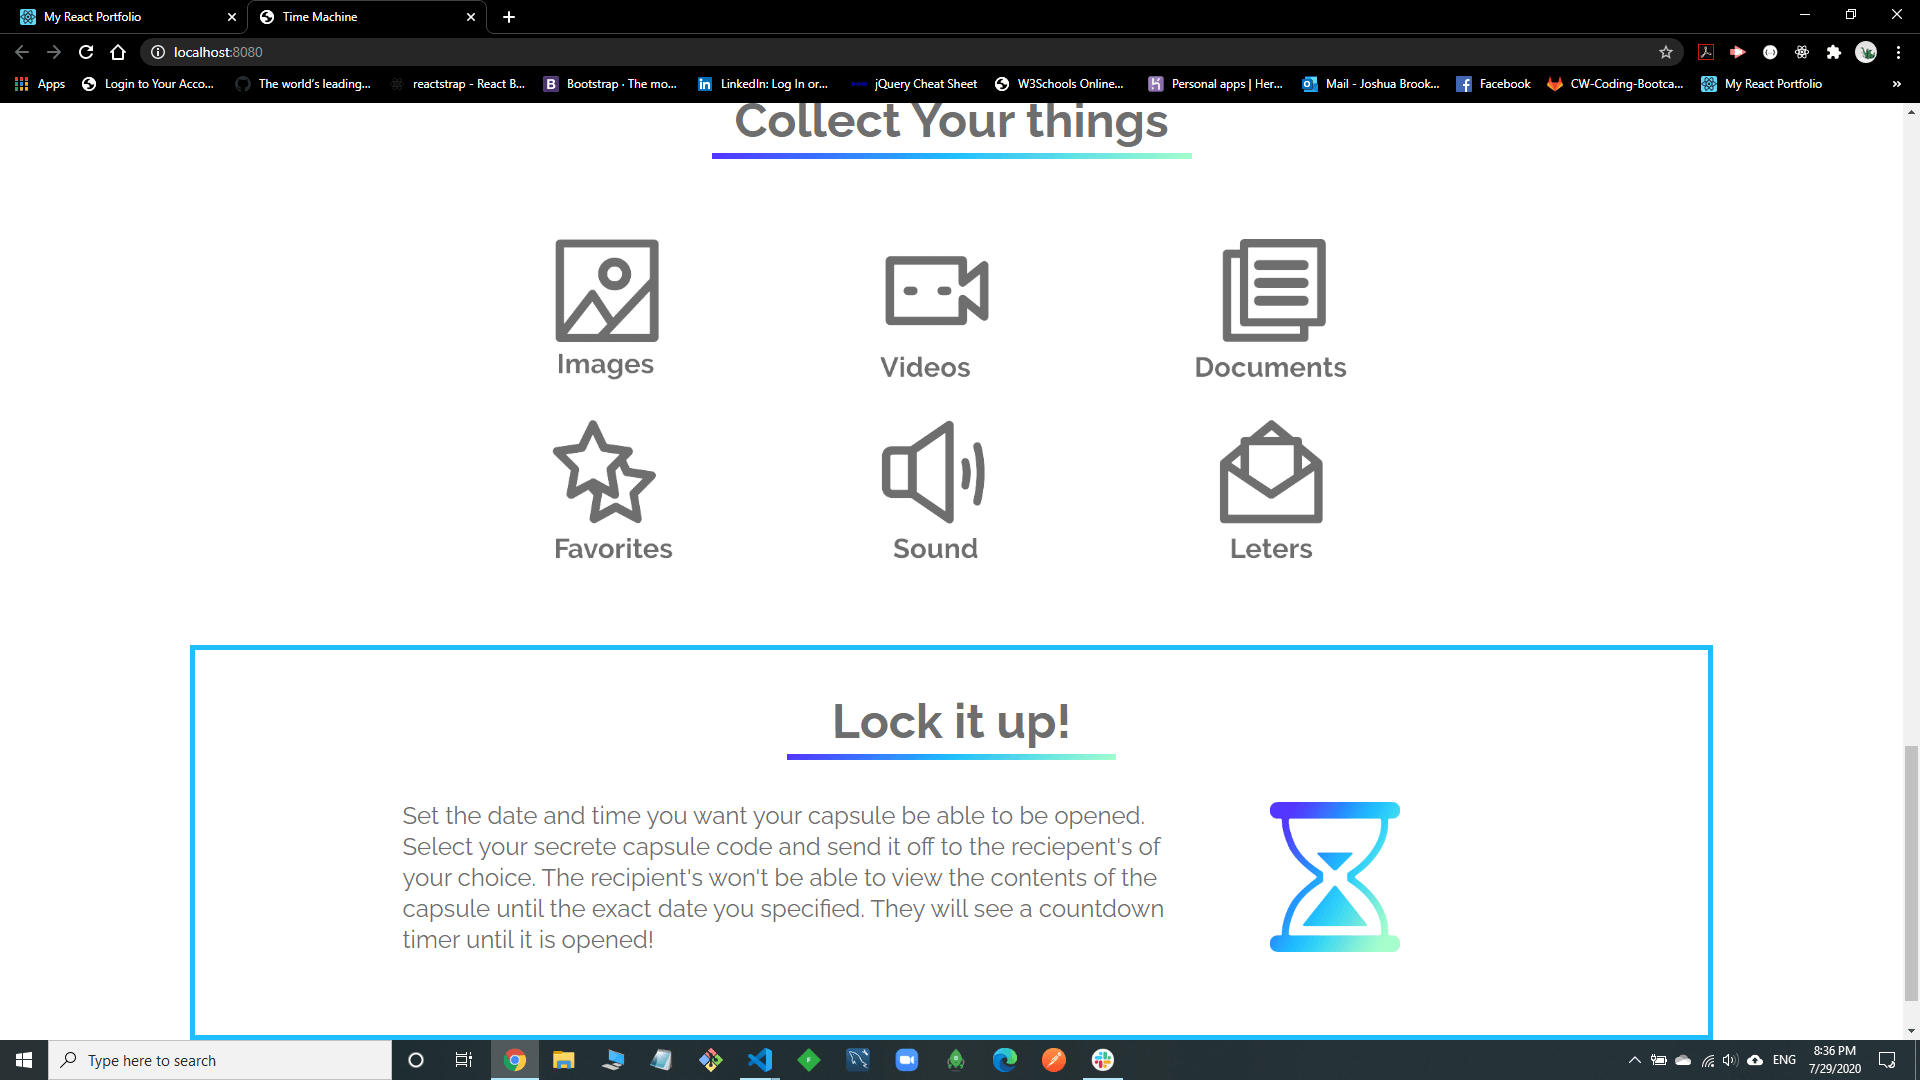 My React Portfolio
Time Machine
localhost:8080
Apps
Login to Your Acco...
The world's leading...
reactstrap - React B...
Bootstrap · The mo...
LinkedIn: Log In or...
jQuery Cheat Sheet
W3Schools Online...
Personal apps | Her...
Mail - Joshua Brook...
Facebook
CW-Coding-Bootca...
My React Portfolio
Collect Your things
Images
Videos
Documents
Favorites
Sound
Leters
Lock it up!
Set the date and time you want your capsule be able to be opened.
Select your secrete capsule code and send it off to the reciepent's of
your choice. The recipient's won't be able to view the contents of the
capsule until the exact date you specified. They will see a countdown
timer until it is opened!
Type here to search
ENG
8:36 PM
7/29/2020